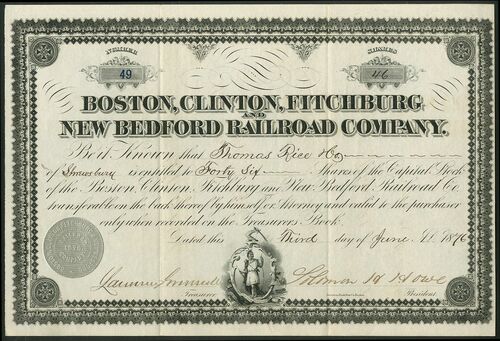 NUMBER SHARES
49 46
BOSTON, CLINTON, FITCHBURG
AND
NEW BEDFORD RAILROAD COMPANY.
Be it Known that Thomas Rice & Co
of Shrewsbury is entitled to Forty Six Shares of the Capital Stock
of the Boston, Clinton, Fitchburg and New Bedford, Railroad Co.
transferable on the back thereof by himself or Attorney and valid to the purchaser
only when recorded on the Treasurers Book.
Dated this Third day of June A.D. 1876
Treasurer President